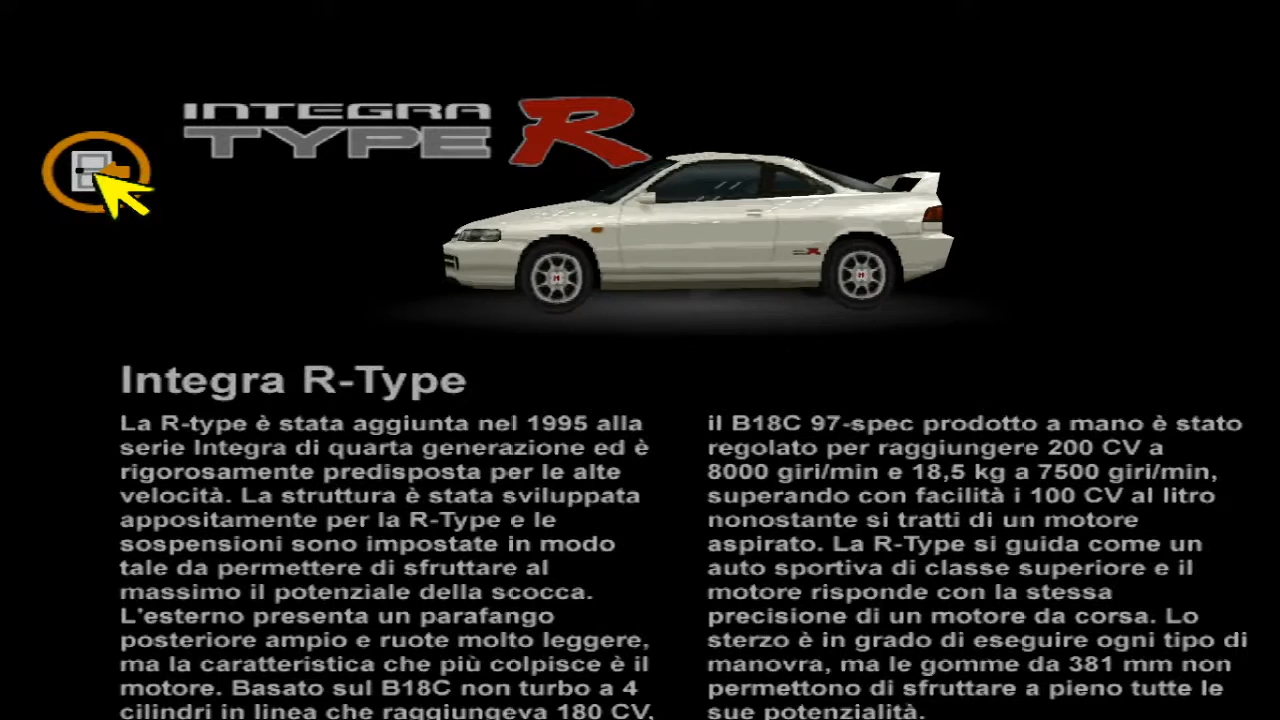 INTEGRA
TYPE R
Integra R-Type
La R-type è stata aggiunta nel 1995 alla
serie Integra di quarta generazione ed è
rigorosamente predisposta per le alte
velocità. La struttura è stata sviluppata
appositamente per la R-Type e le
sospensioni sono impostate in modo
tale da permettere di sfruttare al
massimo il potenziale della scocca.
L'esterno presenta un parafango
posteriore ampio e ruote molto leggere,
ma la caratteristica che più colpisce è il
motore. Basato sul B18C non turbo a 4
cilindri in linea che raggiungeva 180 CV,
il B18C 97-spec prodotto a mano è stato
regolato per raggiungere 200 CV a
8000 giri/min e 18,5 kg a 7500 giri/min,
superando con facilità i 100 CV al litro
nonostante si tratti di un motore
aspirato. La R-Type si guida come un
auto sportiva di classe superiore e il
motore risponde con la stessa
precisione di un motore da corsa. Lo
sterzo è in grado di eseguire ogni tipo di
manovra, ma le gomme da 381 mm non
permettono di sfruttare a pieno tutte le
sue potenzialità.